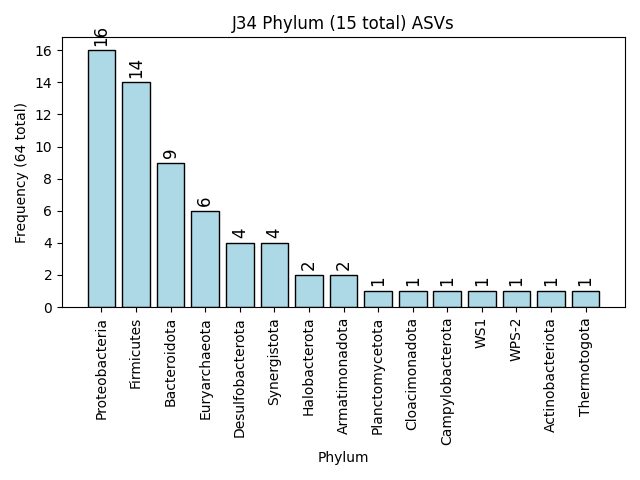 J34 Phylum (15 total) ASVs
Frequency (64 total)
16
14
12
10
8
6
4
2
0
16
14
9
6
4
4
2
2
1
1
1
1
1
1
1
Proteobacteria
Firmicutes
Bacteroidota
Euryarchaeota
Desulfobacterota
Synergistota
Halobacterota
Armatimonadota
Planctomycetota
Cloacimonadota
Campylobacterota
WS1
WPS-2
Actinobacteriota
Thermotogota
Phylum